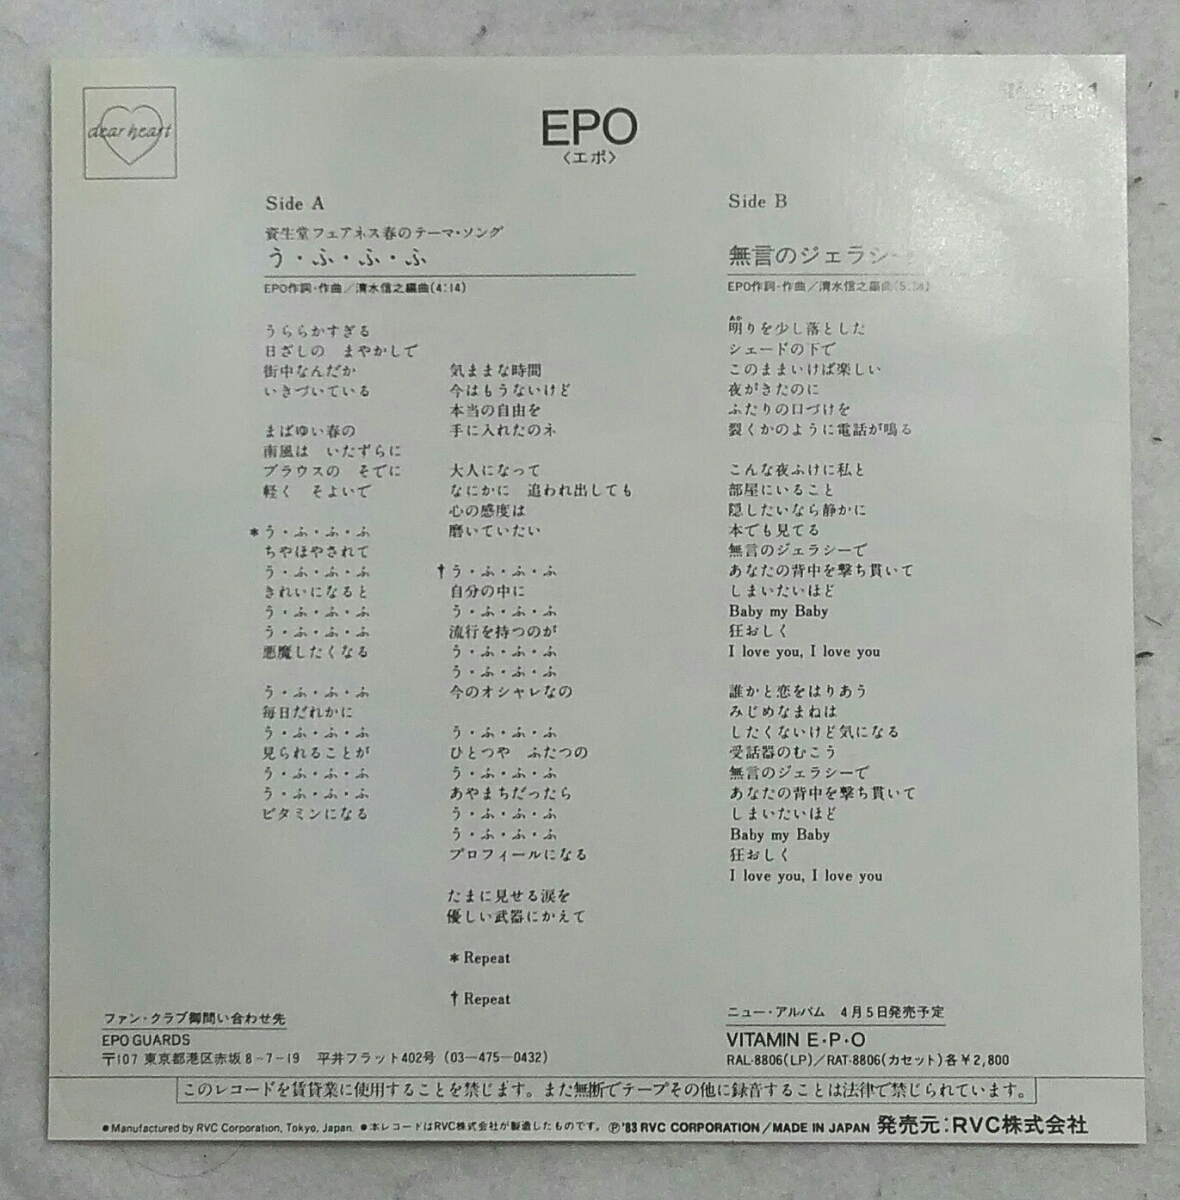 dear heart
EPO
〈エポ〉
Side A
資生堂フェアネス春のテーマ・ソング
う・ふ・ふ・ふ
EPO作詞・作曲／清水信之編曲(4:14)
うららかすぎる
日ざしの　まやかしで
街中なんだか
いきづいている
まばゆい春の
南風は　いたずらに
ブラウスの　そでに
軽く　そよいで
*う・ふ・ふ・ふ
ちやほやされて
う・ふ・ふ・ふ
きれいになると
う・ふ・ふ・ふ
う・ふ・ふ・ふ
悪魔したくなる
う・ふ・ふ・ふ
毎日だれかに
う・ふ・ふ・ふ
見られることが
う・ふ・ふ・ふ
う・ふ・ふ・ふ
ビタミンになる
気ままな時間
今はもうないけど
本当の自由を
手に入れたのネ
大人になって
なにかに　追われ出しても
心の感度は
磨いていたい
†う・ふ・ふ・ふ
自分の中に
う・ふ・ふ・ふ
流行を持つのが
う・ふ・ふ・ふ
う・ふ・ふ・ふ
今のオシャレなの
う・ふ・ふ・ふ
ひとつや　ふたつの
う・ふ・ふ・ふ
あやまちだったら
う・ふ・ふ・ふ
う・ふ・ふ・ふ
プロフィールになる
たまに見せる涙を
優しい武器にかえて
* Repeat
† Repeat
Side B
無言のジェラシー
EPO作詞・作曲／清水信之編曲
明りを少し落とした
シェードの下で
このままいけば楽しい
夜がきたのに
ふたりの口づけを
裂くかのように電話が鳴る
こんな夜ふけに私と
部屋にいること
隠したいなら静かに
本でも見てる
無言のジェラシーで
あなたの背中を撃ち貫いて
しまいたいほど
Baby my Baby
狂おしく
I love you, I love you
誰かと恋をはりあう
みじめなまねは
したくないけど気になる
受話器のむこう
無言のジェラシーで
あなたの背中を撃ち貫いて
しまいたいほど
Baby my Baby
狂おしく
I love you, I love you
ファン・クラブ御問い合わせ先
EPO GUARDS
〒107 東京都港区赤坂8-7-19　平井フラット402号(03-475-0432)
ニュー・アルバム　4月5日発売予定
VITAMIN E・P・O
RAL-8806(LP)／RAT-8806(カセット)各￥2,800
このレコードを賃貸業に使用することを禁じます。また無断でテープその他に録音することは法律で禁じられています。
●Manufactured by RVC Corporation, Tokyo, Japan. ●本レコードはRVC株式会社が製造したものです。 Ⓟ'83 RVC CORPORATION/MADE IN JAPAN 発売元:RVC株式会社